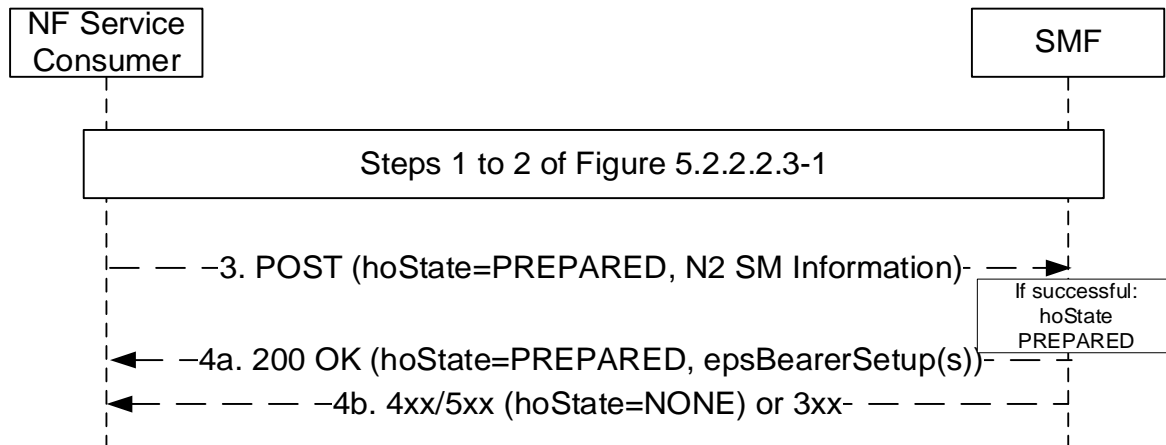 NF Service
Consumer
SMF
Steps 1 to 2 of Figure 5.2.2.2.3-1
3. POST (hoState=PREPARED, N2 SM Information)
If successful:
hoState
PREPARED
4a. 200 OK (hoState=PREPARED, epsBearerSetup(s))
4b. 4xx/5xx (hoState=NONE) or 3xx